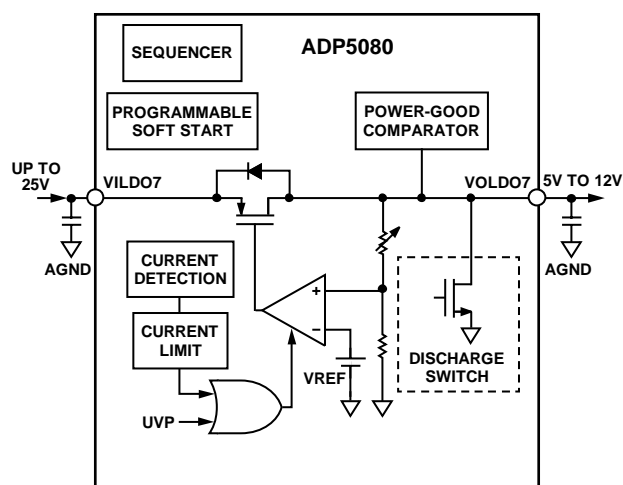 SEQUENCER
ADP5080
PROGRAMMABLE
SOFT START
POWER-GOOD
COMPARATOR
UP TO
25V
VILDO7
VOLDO7
5V TO 12V
AGND
AGND
CURRENT
DETECTION
+
CURRENT
LIMIT
–
VREF
DISCHARGE
SWITCH
UVP